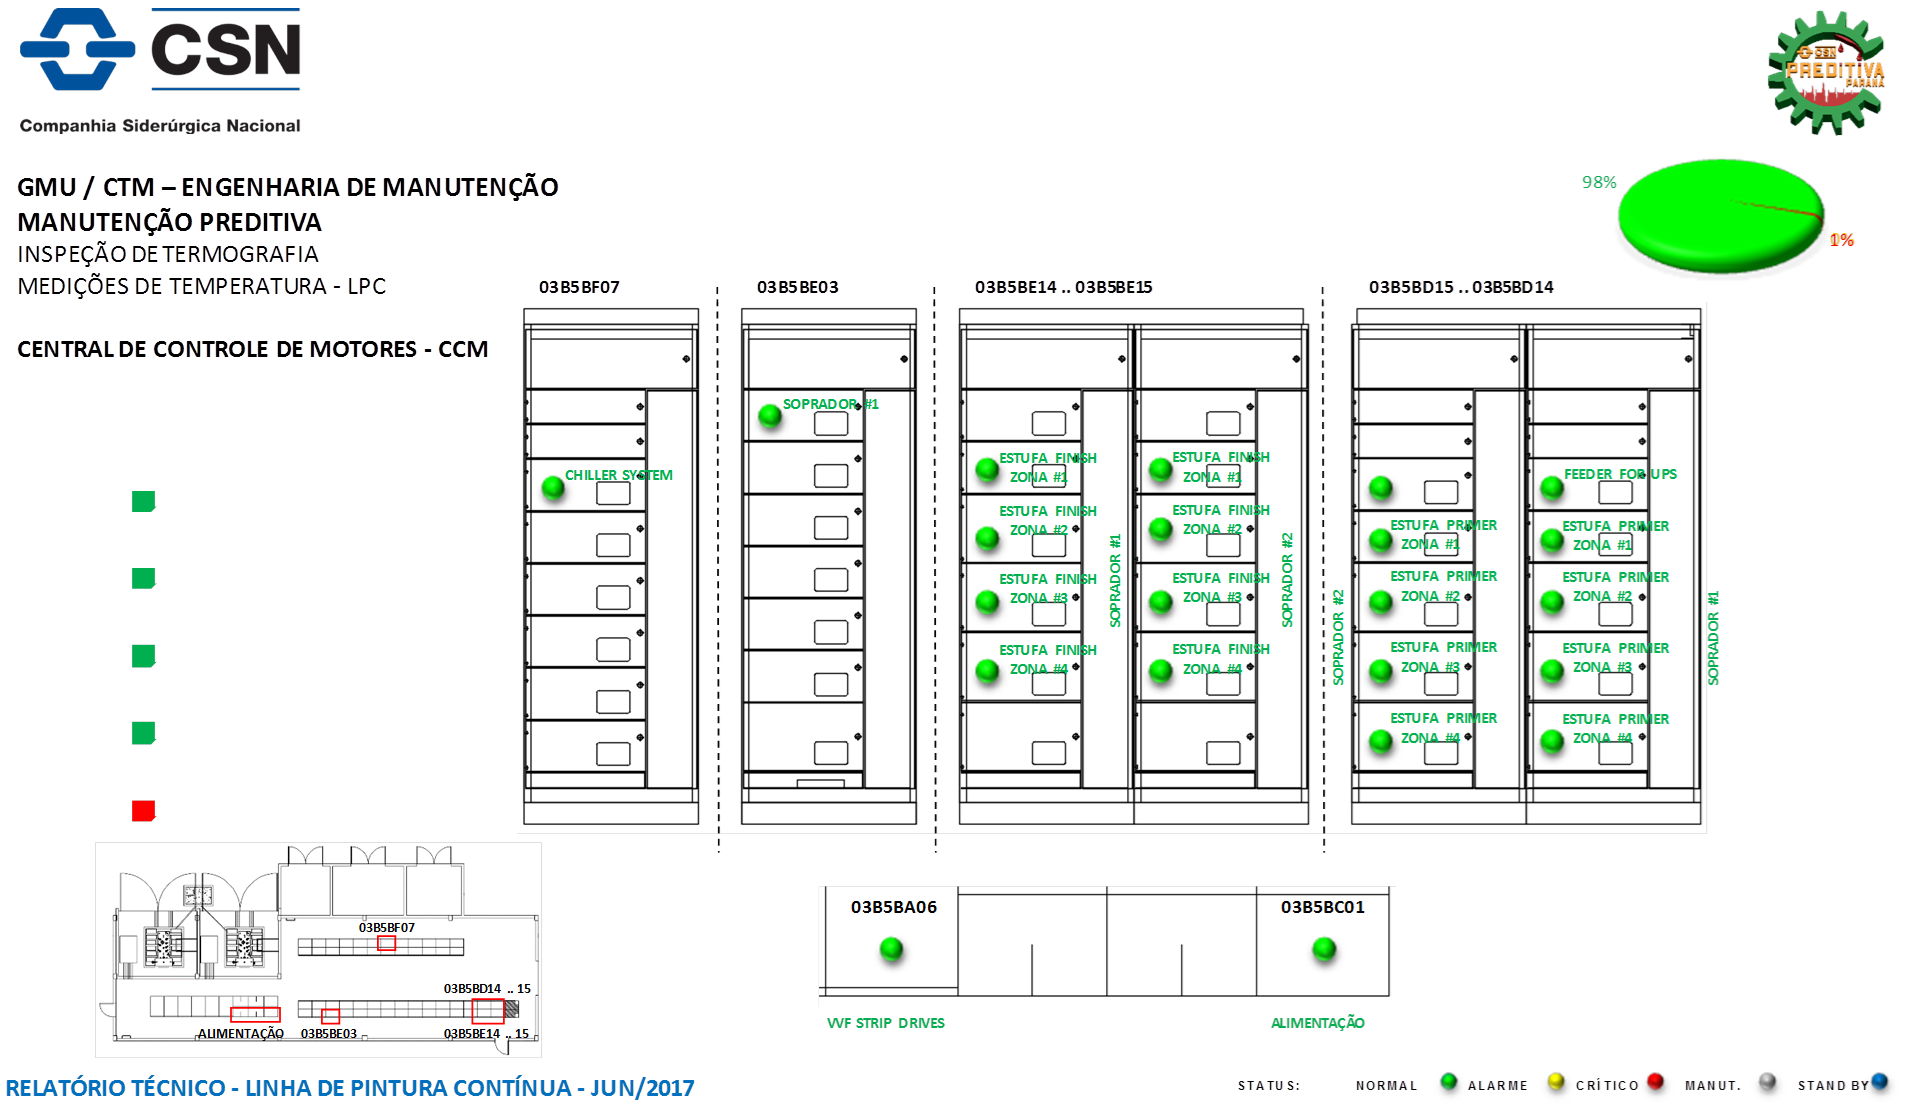 CSN
Companhia Siderúrgica Nacional
CSN
PREDITIVA
PARANÁ
GMU / CTM – ENGENHARIA DE MANUTENÇÃO
MANUTENÇÃO PREDITIVA
INSPEÇÃO DE TERMOGRAFIA
MEDIÇÕES DE TEMPERATURA - LPC
CENTRAL DE CONTROLE DE MOTORES - CCM
98%
1%
03B5BF07
03B5BE03
03B5BE14 .. 03B5BE15
03B5BD15 .. 03B5BD14
CHILLER SYSTEM
SOPRADOR #1
ESTUFA FINISH
ZONA #1
ESTUFA FINISH
ZONA #2
ESTUFA FINISH
ZONA #3
ESTUFA FINISH
ZONA #4
SOPRADOR #1
ESTUFA FINISH
ZONA #1
ESTUFA FINISH
ZONA #2
ESTUFA FINISH
ZONA #3
ESTUFA FINISH
ZONA #4
SOPRADOR #2
SOPRADOR #2
ESTUFA PRIMER
ZONA #1
ESTUFA PRIMER
ZONA #2
ESTUFA PRIMER
ZONA #3
ESTUFA PRIMER
ZONA #4
FEEDER FOR UPS
ESTUFA PRIMER
ZONA #1
ESTUFA PRIMER
ZONA #2
ESTUFA PRIMER
ZONA #3
ESTUFA PRIMER
ZONA #4
SOPRADOR #1
03B5BF07
03B5BD14 .. 15
ALIMENTAÇÃO
03B5BE03
03B5BE14 .. 15
03B5BA06
03B5BC01
VVF STRIP DRIVES
ALIMENTAÇÃO
RELATÓRIO TÉCNICO - LINHA DE PINTURA CONTÍNUA - JUN/2017
STATUS: NORMAL ALARME CRÍTICO MANUT. STAND BY